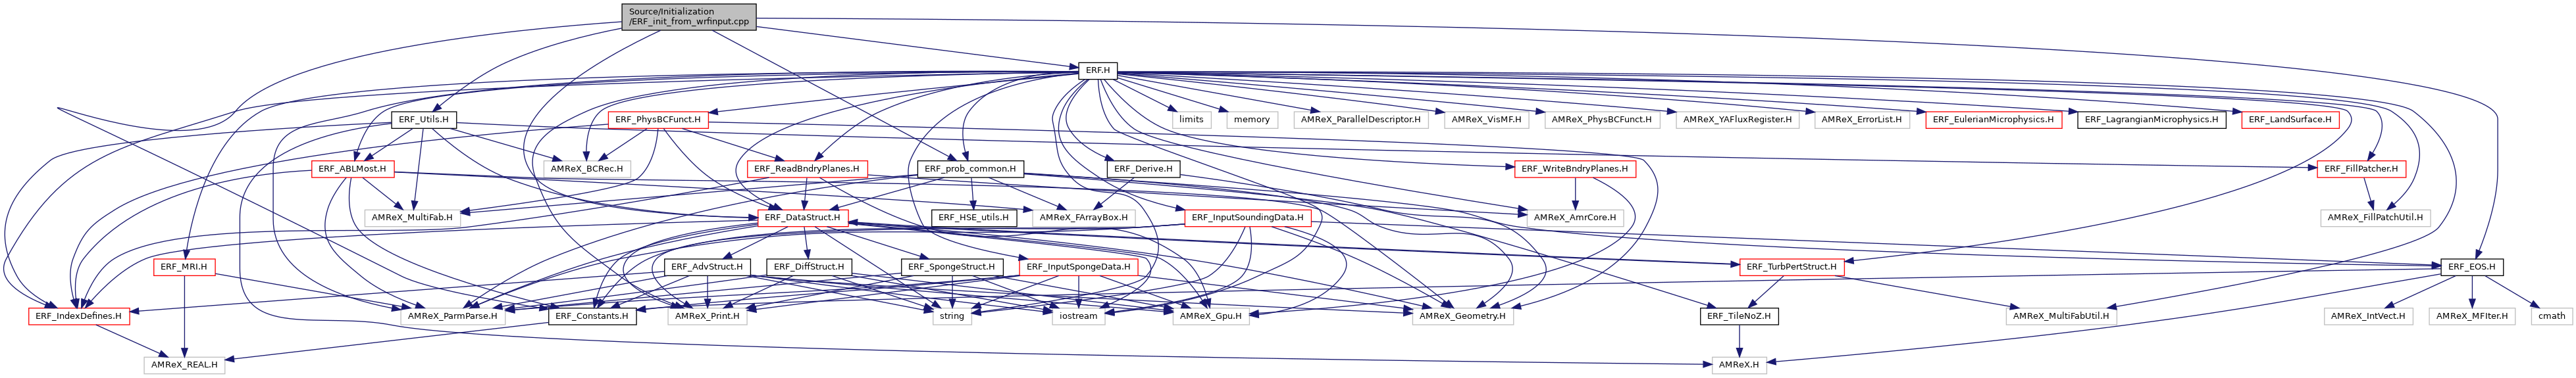 Source/Initialization
/ERF_init_from_wrfinput.cpp
ERF.H
ERF_Utils.H
ERF_PhysBCFunct.H
limits
memory
AMReX_ParallelDescriptor.H
AMReX_VisMF.H
AMReX_PhysBCFunct.H
AMReX_YAFluxRegister.H
AMReX_ErrorList.H
ERF_EulerianMicrophysics.H
ERF_LagrangianMicrophysics.H
ERF_LandSurface.H
ERF_ABLMost.H
AMReX_BCRec.H
ERF_ReadBndryPlanes.H
ERF_prob_common.H
ERF_Derive.H
ERF_WriteBndryPlanes.H
ERF_FillPatcher.H
AMReX_MultiFab.H
ERF_DataStruct.H
ERF_HSE_utils.H
AMReX_FArrayBox.H
ERF_InputSoundingData.H
AMReX_AmrCore.H
AMReX_FillPatchUtil.H
ERF_MRI.H
ERF_AdvStruct.H
ERF_DiffStruct.H
ERF_SpongeStruct.H
ERF_InputSpongeData.H
ERF_TurbPertStruct.H
ERF_EOS.H
ERF_IndexDefines.H
AMReX_ParmParse.H
ERF_Constants.H
AMReX_Print.H
string
iostream
AMReX_Gpu.H
AMReX_Geometry.H
ERF_TileNoZ.H
AMReX_MultiFabUtil.H
AMReX_IntVect.H
AMReX_MFIter.H
cmath
AMReX_REAL.H
AMReX.H